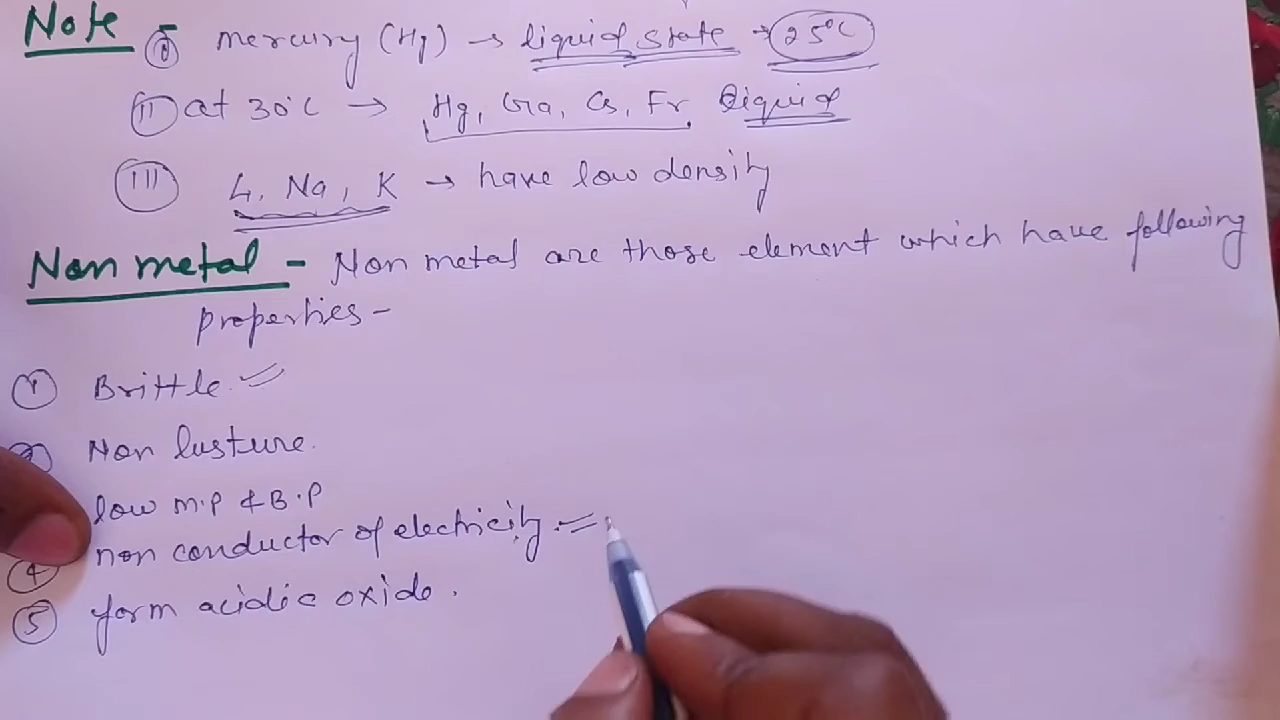 Note (i) mercury (Hg) → liquid state → 25°C
(II) at 30°C → Hg, Ga, Cs, Fr liquid
(III) Li, Na, K → have low density
Non metal - Non metal are those element which have following
properties -
(1) Brittle.
(2) Non lusture.
low m.p & B.P
(4) non conductor of electricity.
(5) form acidic oxide.